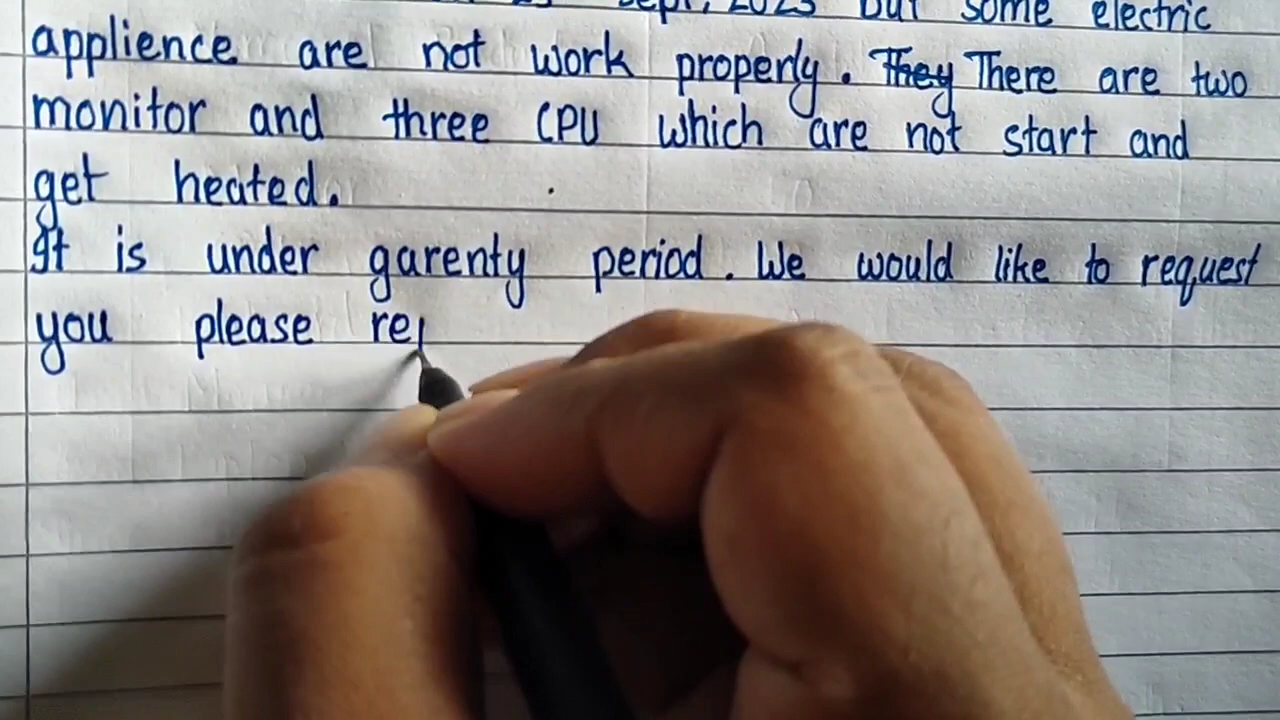 Sept, 2023 but some electric
applience are not work properly. They There are two
monitor and three CPU which are not start and
get heated.
It is under garenty period. We would like to request
you please re